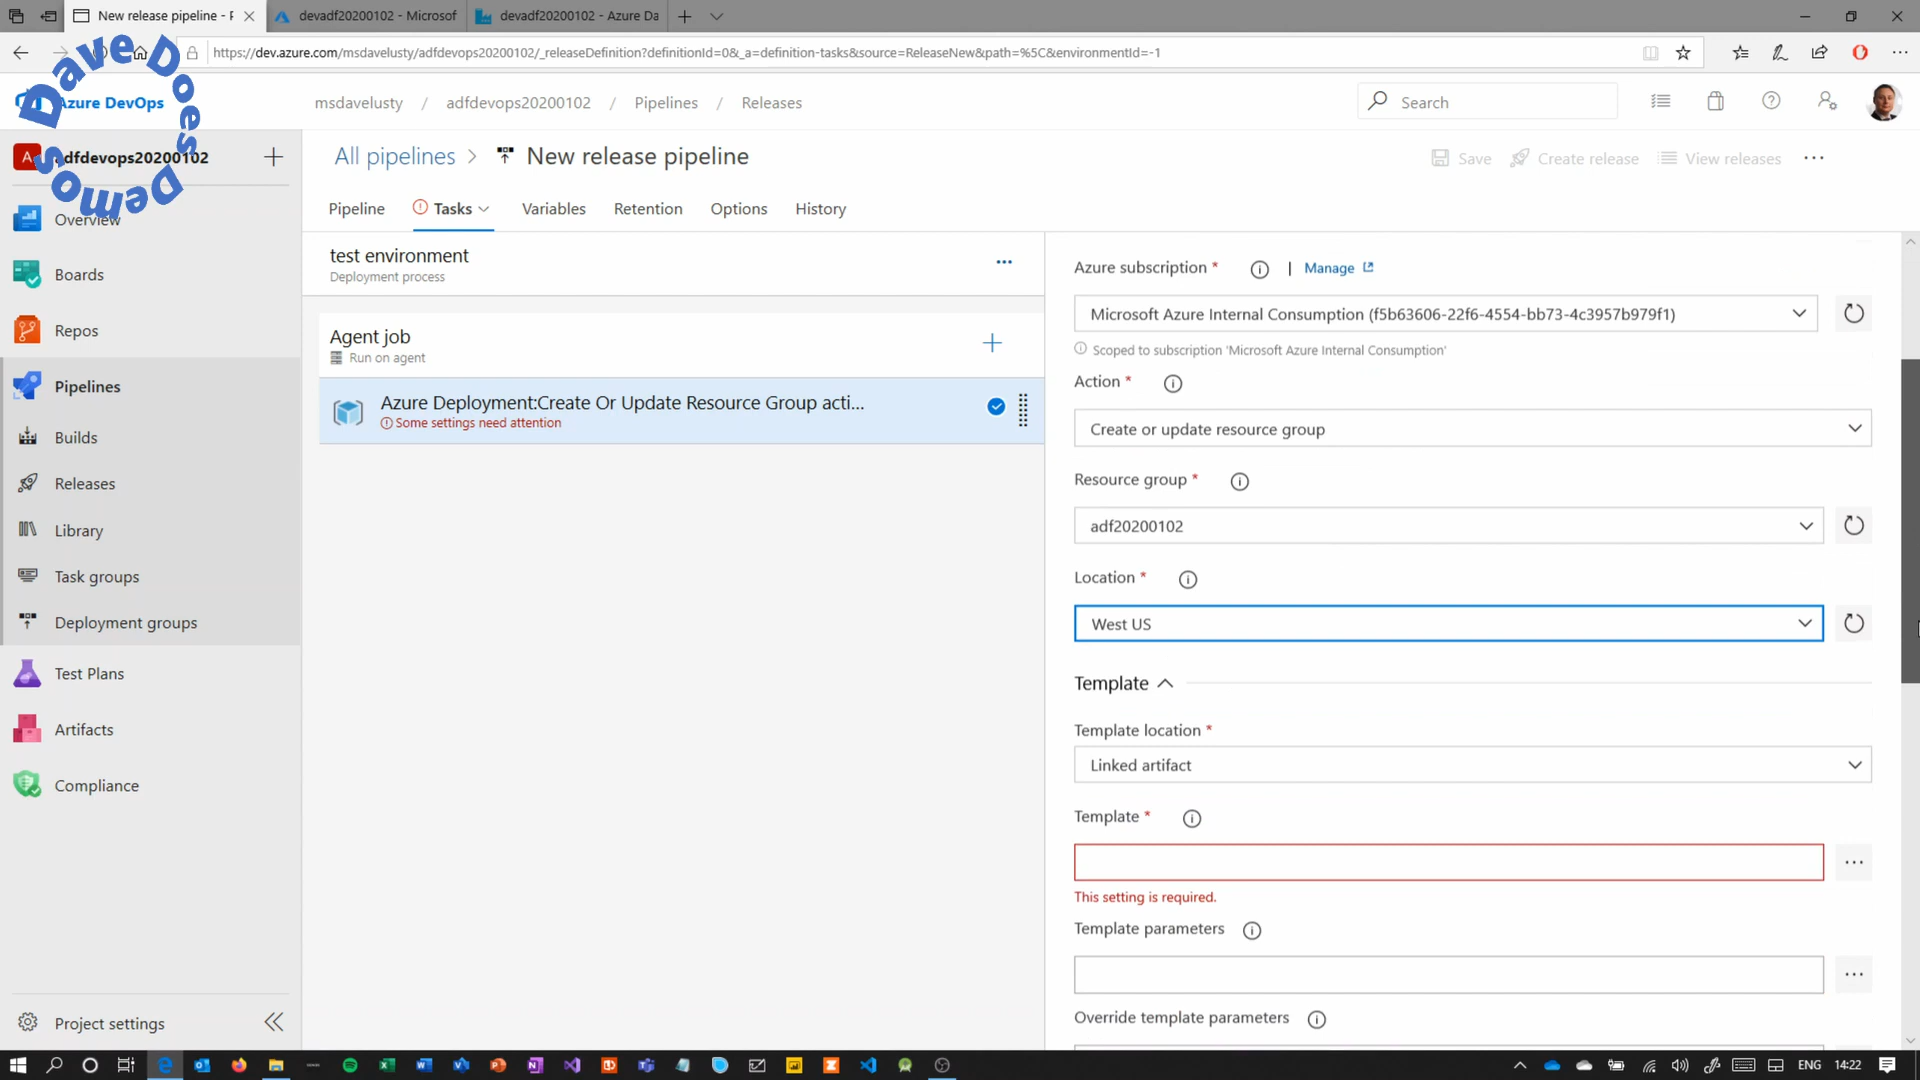 New release pipeline - P
devadf20200102 - Microsof
devadf20200102 - Azure Da
https://dev.azure.com/msdavelusty/adfdevops20200102/_releaseDefinition?definitionId=0&_a=definition-tasks&source=ReleaseNew&path=%5C&environmentId=-1
Dave Does Demos
Azure DevOps
msdavelusty / adfdevops20200102 / Pipelines / Releases
Search
A
adfdevops20200102
All pipelines > New release pipeline
Save
Create release
View releases
Overview
Boards
Repos
Pipelines
Builds
Releases
Library
Task groups
Deployment groups
Test Plans
Artifacts
Compliance
Project settings
Pipeline
Tasks
Variables
Retention
Options
History
test environment
Deployment process
Agent job
Run on agent
Azure Deployment:Create Or Update Resource Group acti...
Some settings need attention
Azure subscription *
| Manage
Microsoft Azure Internal Consumption (f5b63606-22f6-4554-bb73-4c3957b979f1)
Scoped to subscription 'Microsoft Azure Internal Consumption'
Action *
Create or update resource group
Resource group *
adf20200102
Location *
West US
Template
Template location *
Linked artifact
Template *
This setting is required.
Template parameters
Override template parameters
ENG
14:22